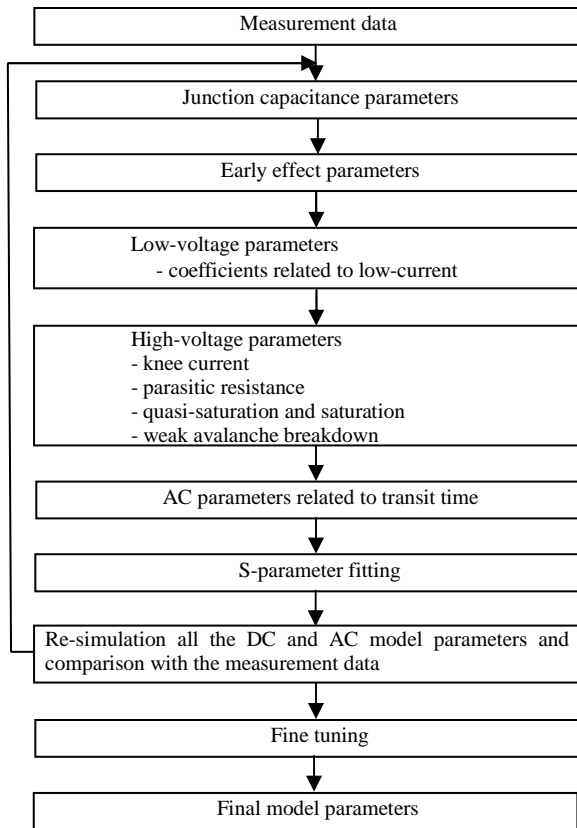 Measurement data
Junction capacitance parameters
Early effect parameters
Low-voltage parameters
- coefficients related to low-current
High-voltage parameters
- knee current
- parasitic resistance
- quasi-saturation and saturation
- weak avalanche breakdown
AC parameters related to transit time
S-parameter fitting
Re-simulation all the DC and AC model parameters and
comparison with the measurement data
Fine tuning
Final model parameters